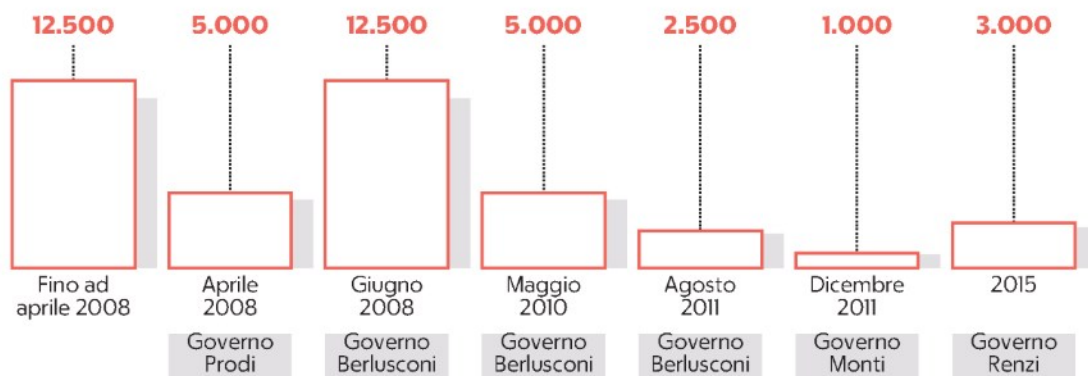 12.500 5.000 12.500 5.000 2.500 1.000 3.000
Fino ad
aprile 2008
Aprile
2008
Giugno
2008
Maggio
2010
Agosto
2011
Dicembre
2011
2015
Governo
Prodi
Governo
Berlusconi
Governo
Berlusconi
Governo
Berlusconi
Governo
Monti
Governo
Renzi